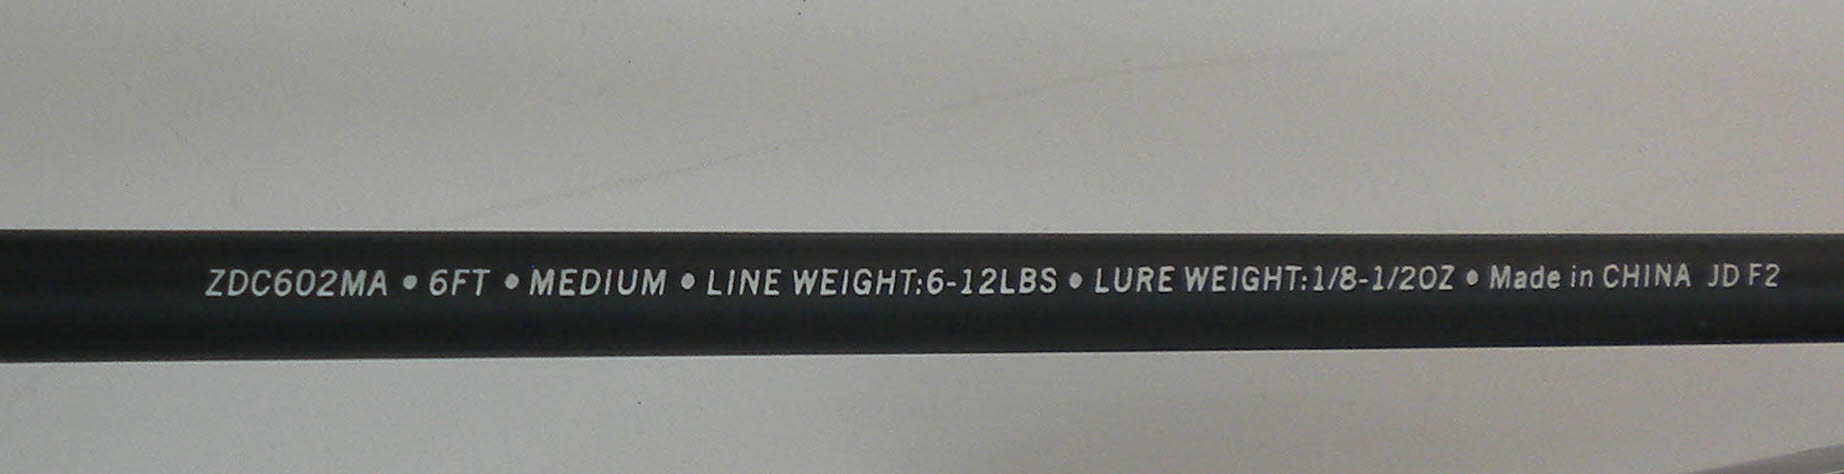 ZDC602MA • 6FT • MEDIUM • LINE WEIGHT:6-12LBS • LURE WEIGHT:1/8-1/2OZ • Made in CHINA JD F2